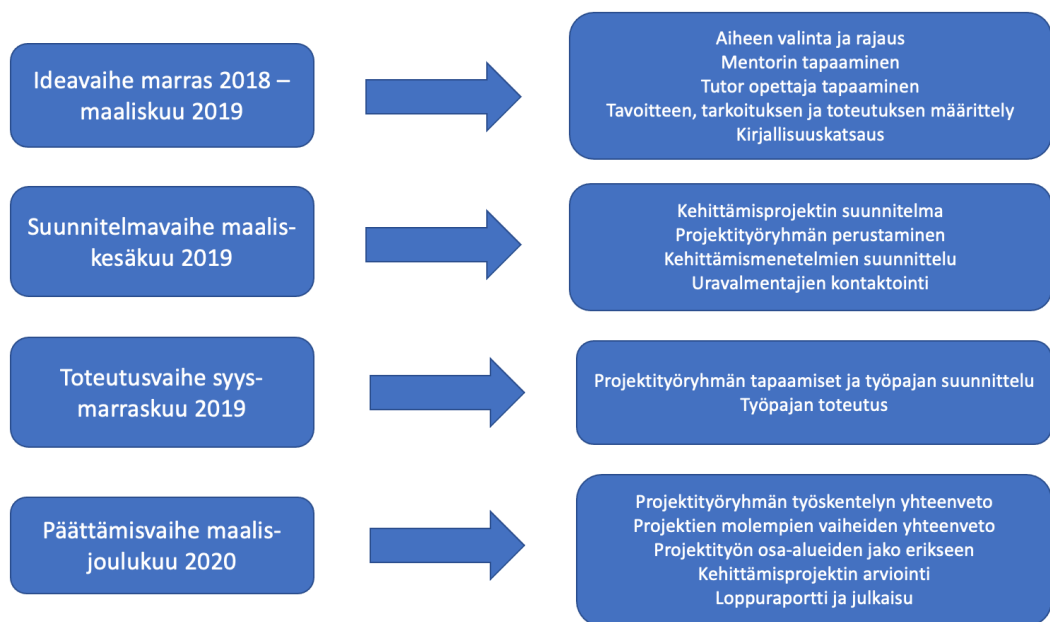 Ideavaihe marras 2018 –
maaliskuu 2019
Aiheen valinta ja rajaus
Mentorin tapaaminen
Tutor opettaja tapaaminen
Tavoitteen, tarkoituksen ja toteutuksen määrittely
Kirjallisuuskatsaus
Suunnitelmavaihe maalis-
kesäkuu 2019
Kehittämisprojektin suunnitelma
Projektityöryhmän perustaminen
Kehittämismenetelmien suunnittelu
Uravalmentajien kontaktointi
Toteutusvaihe syys-
marraskuu 2019
Projektityöryhmän tapaamiset ja työpajan suunnittelu
Työpajan toteutus
Päättämisvaihe maalis-
joulukuu 2020
Projektityöryhmän työskentelyn yhteenveto
Projektien molempien vaiheiden yhteenveto
Projektityön osa-alueiden jako erikseen
Kehittämisprojektin arviointi
Loppuraportti ja julkaisu